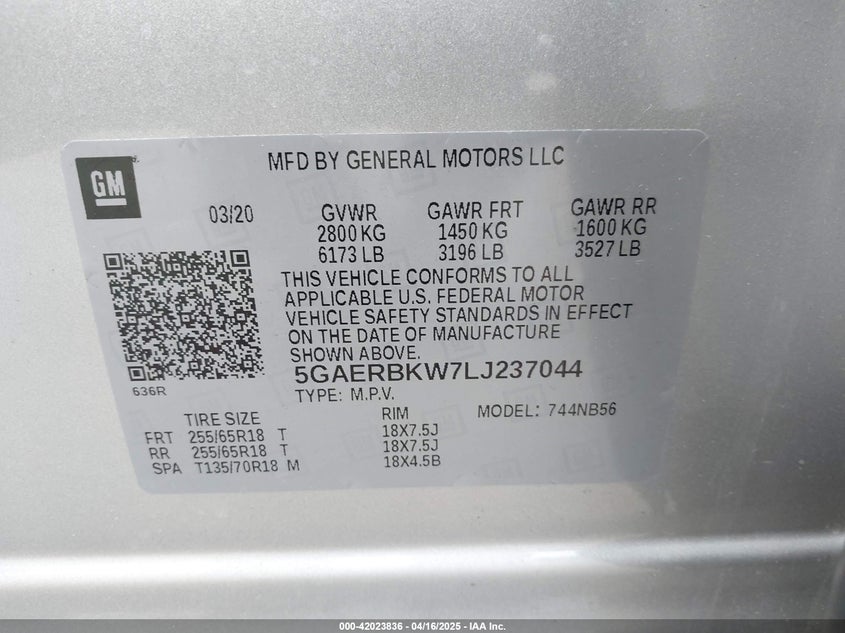 GM
MFD BY GENERAL MOTORS LLC
03/20 GVWR GAWR FRT GAWR RR
2800 KG 1450 KG 1600 KG
6173 LB 3196 LB 3527 LB
THIS VEHICLE CONFORMS TO ALL
APPLICABLE U.S. FEDERAL MOTOR
VEHICLE SAFETY STANDARDS IN EFFECT
ON THE DATE OF MANUFACTURE
SHOWN ABOVE.
636R
5GAERBKW7LJ237044
TYPE: M.P.V.
TIRE SIZE RIM MODEL: 744NB56
FRT 255/65R18 T 18X7.5J
RR 255/65R18 T 18X7.5J
SPA T135/70R18 M 18X4.5B
000-42023836 - 04/16/2025 - IAA Inc.